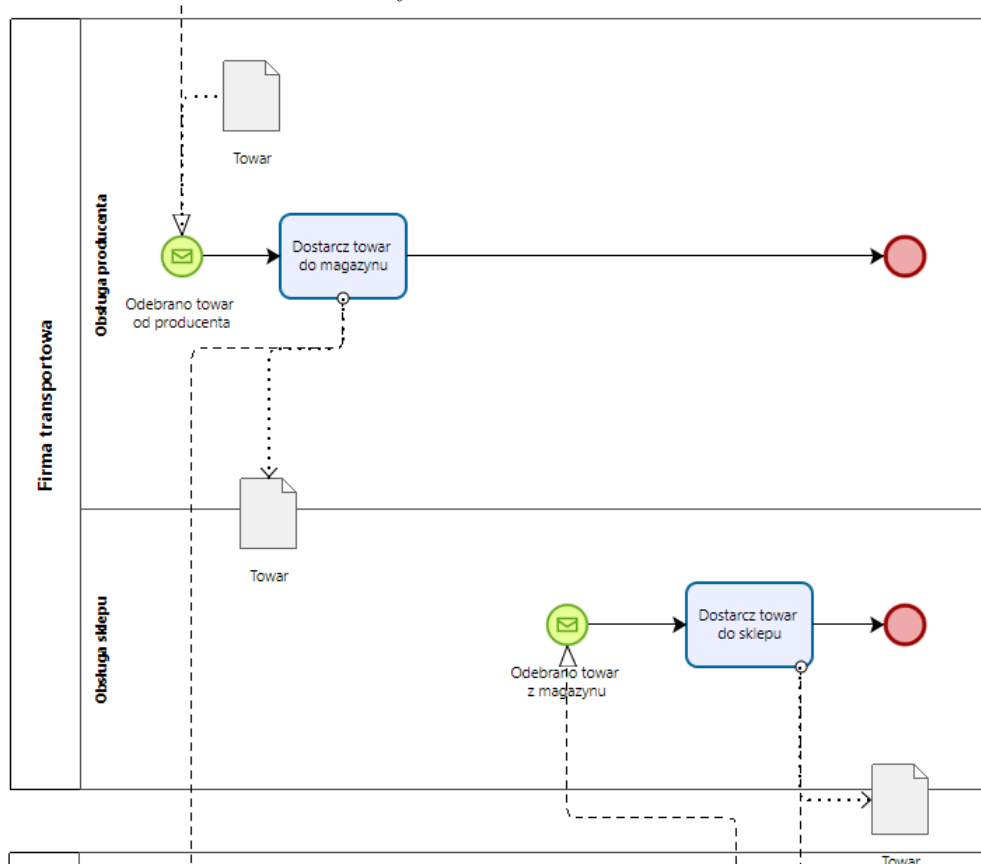 Firma transportowa
Obsługa producenta
Towar
Dostarcz towar
do magazynu
Odebrano towar
od producenta
Towar
Obsługa sklepu
Dostarcz towar
do sklepu
Odebrano towar
z magazynu
Towar